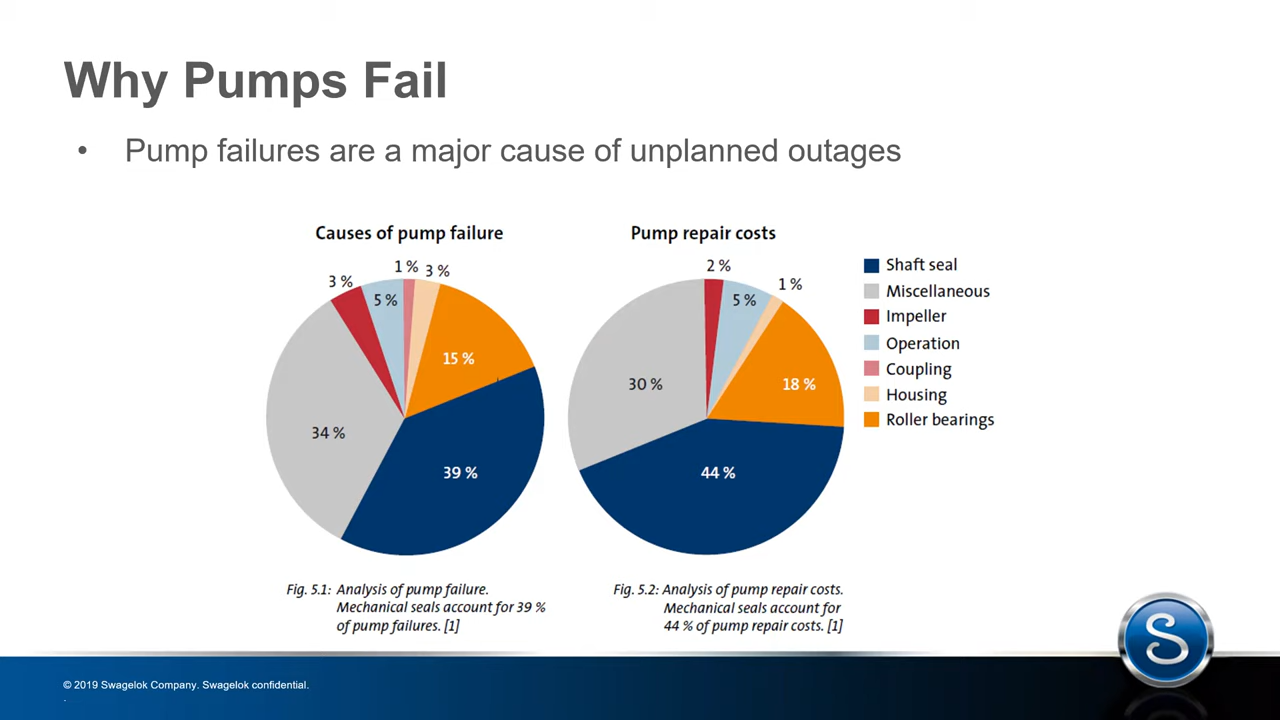 Why Pumps Fail
• Pump failures are a major cause of unplanned outages
Causes of pump failure
3 %
5 %
1 %
3 %
15 %
34 %
39 %
Pump repair costs
2 %
5 %
1 %
30 %
18 %
44 %
Shaft seal
Miscellaneous
Impeller
Operation
Coupling
Housing
Roller bearings
Fig. 5.1: Analysis of pump failure.
Mechanical seals account for 39 %
of pump failures. [1]
Fig. 5.2: Analysis of pump repair costs.
Mechanical seals account for
44 % of pump repair costs. [1]
S
© 2019 Swagelok Company. Swagelok confidential.
.